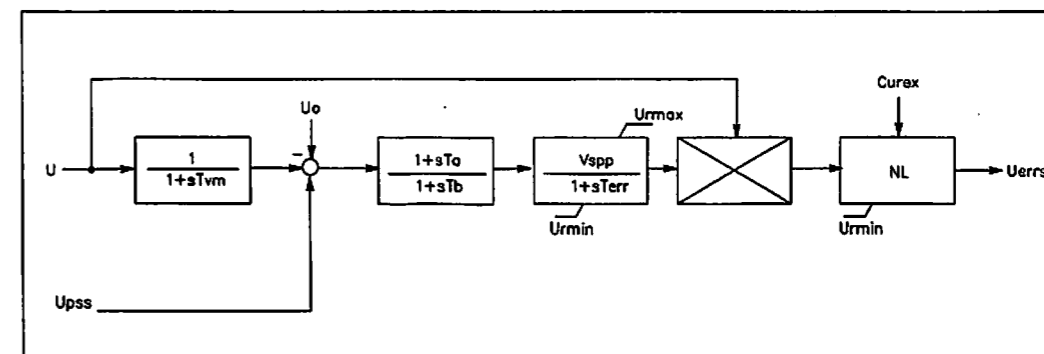 Curex
Uo
Urmax
U
1
1+sTvm
-
1+sTa
1+sTb
Vspp
1+sTerr
NL
Uerrs
Urmin
Urmin
Upss